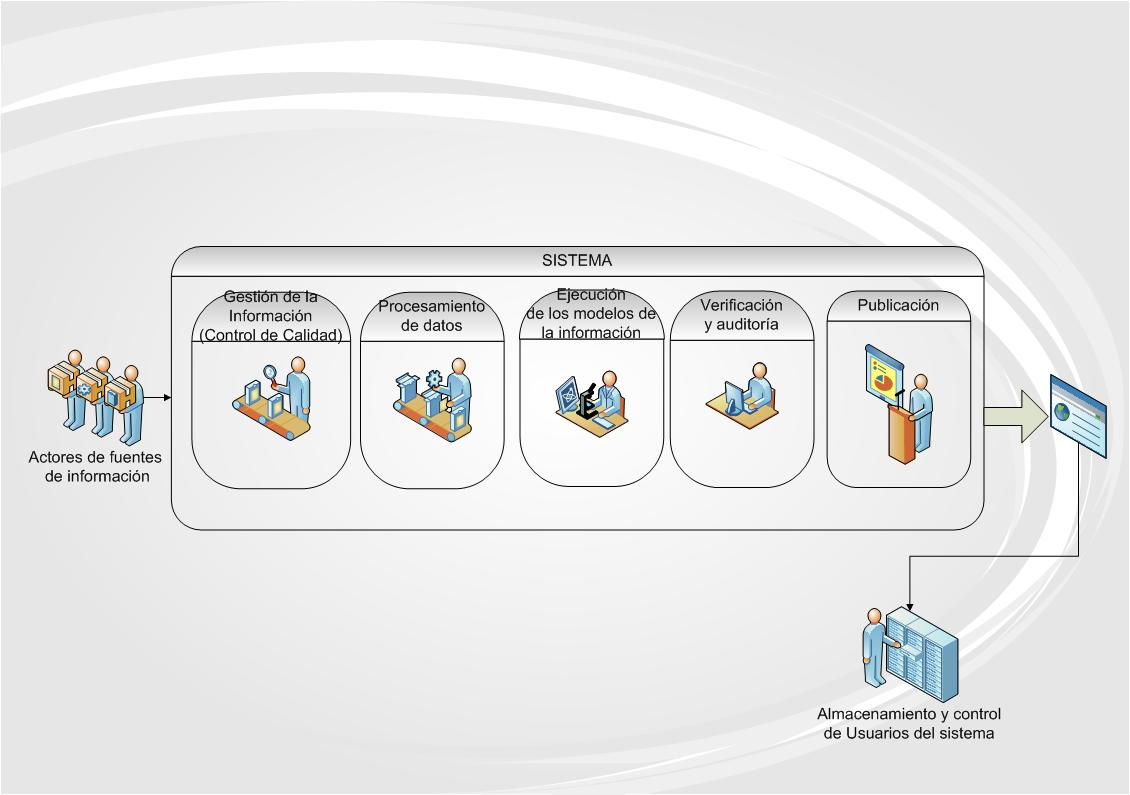 SISTEMA
Gestión de la
Información
(Control de Calidad)
Procesamiento
de datos
Ejecución
de los modelos de
la información
Verificación
y auditoría
Publicación
Actores de fuentes
de información
Almacenamiento y control
de Usuarios del sistema